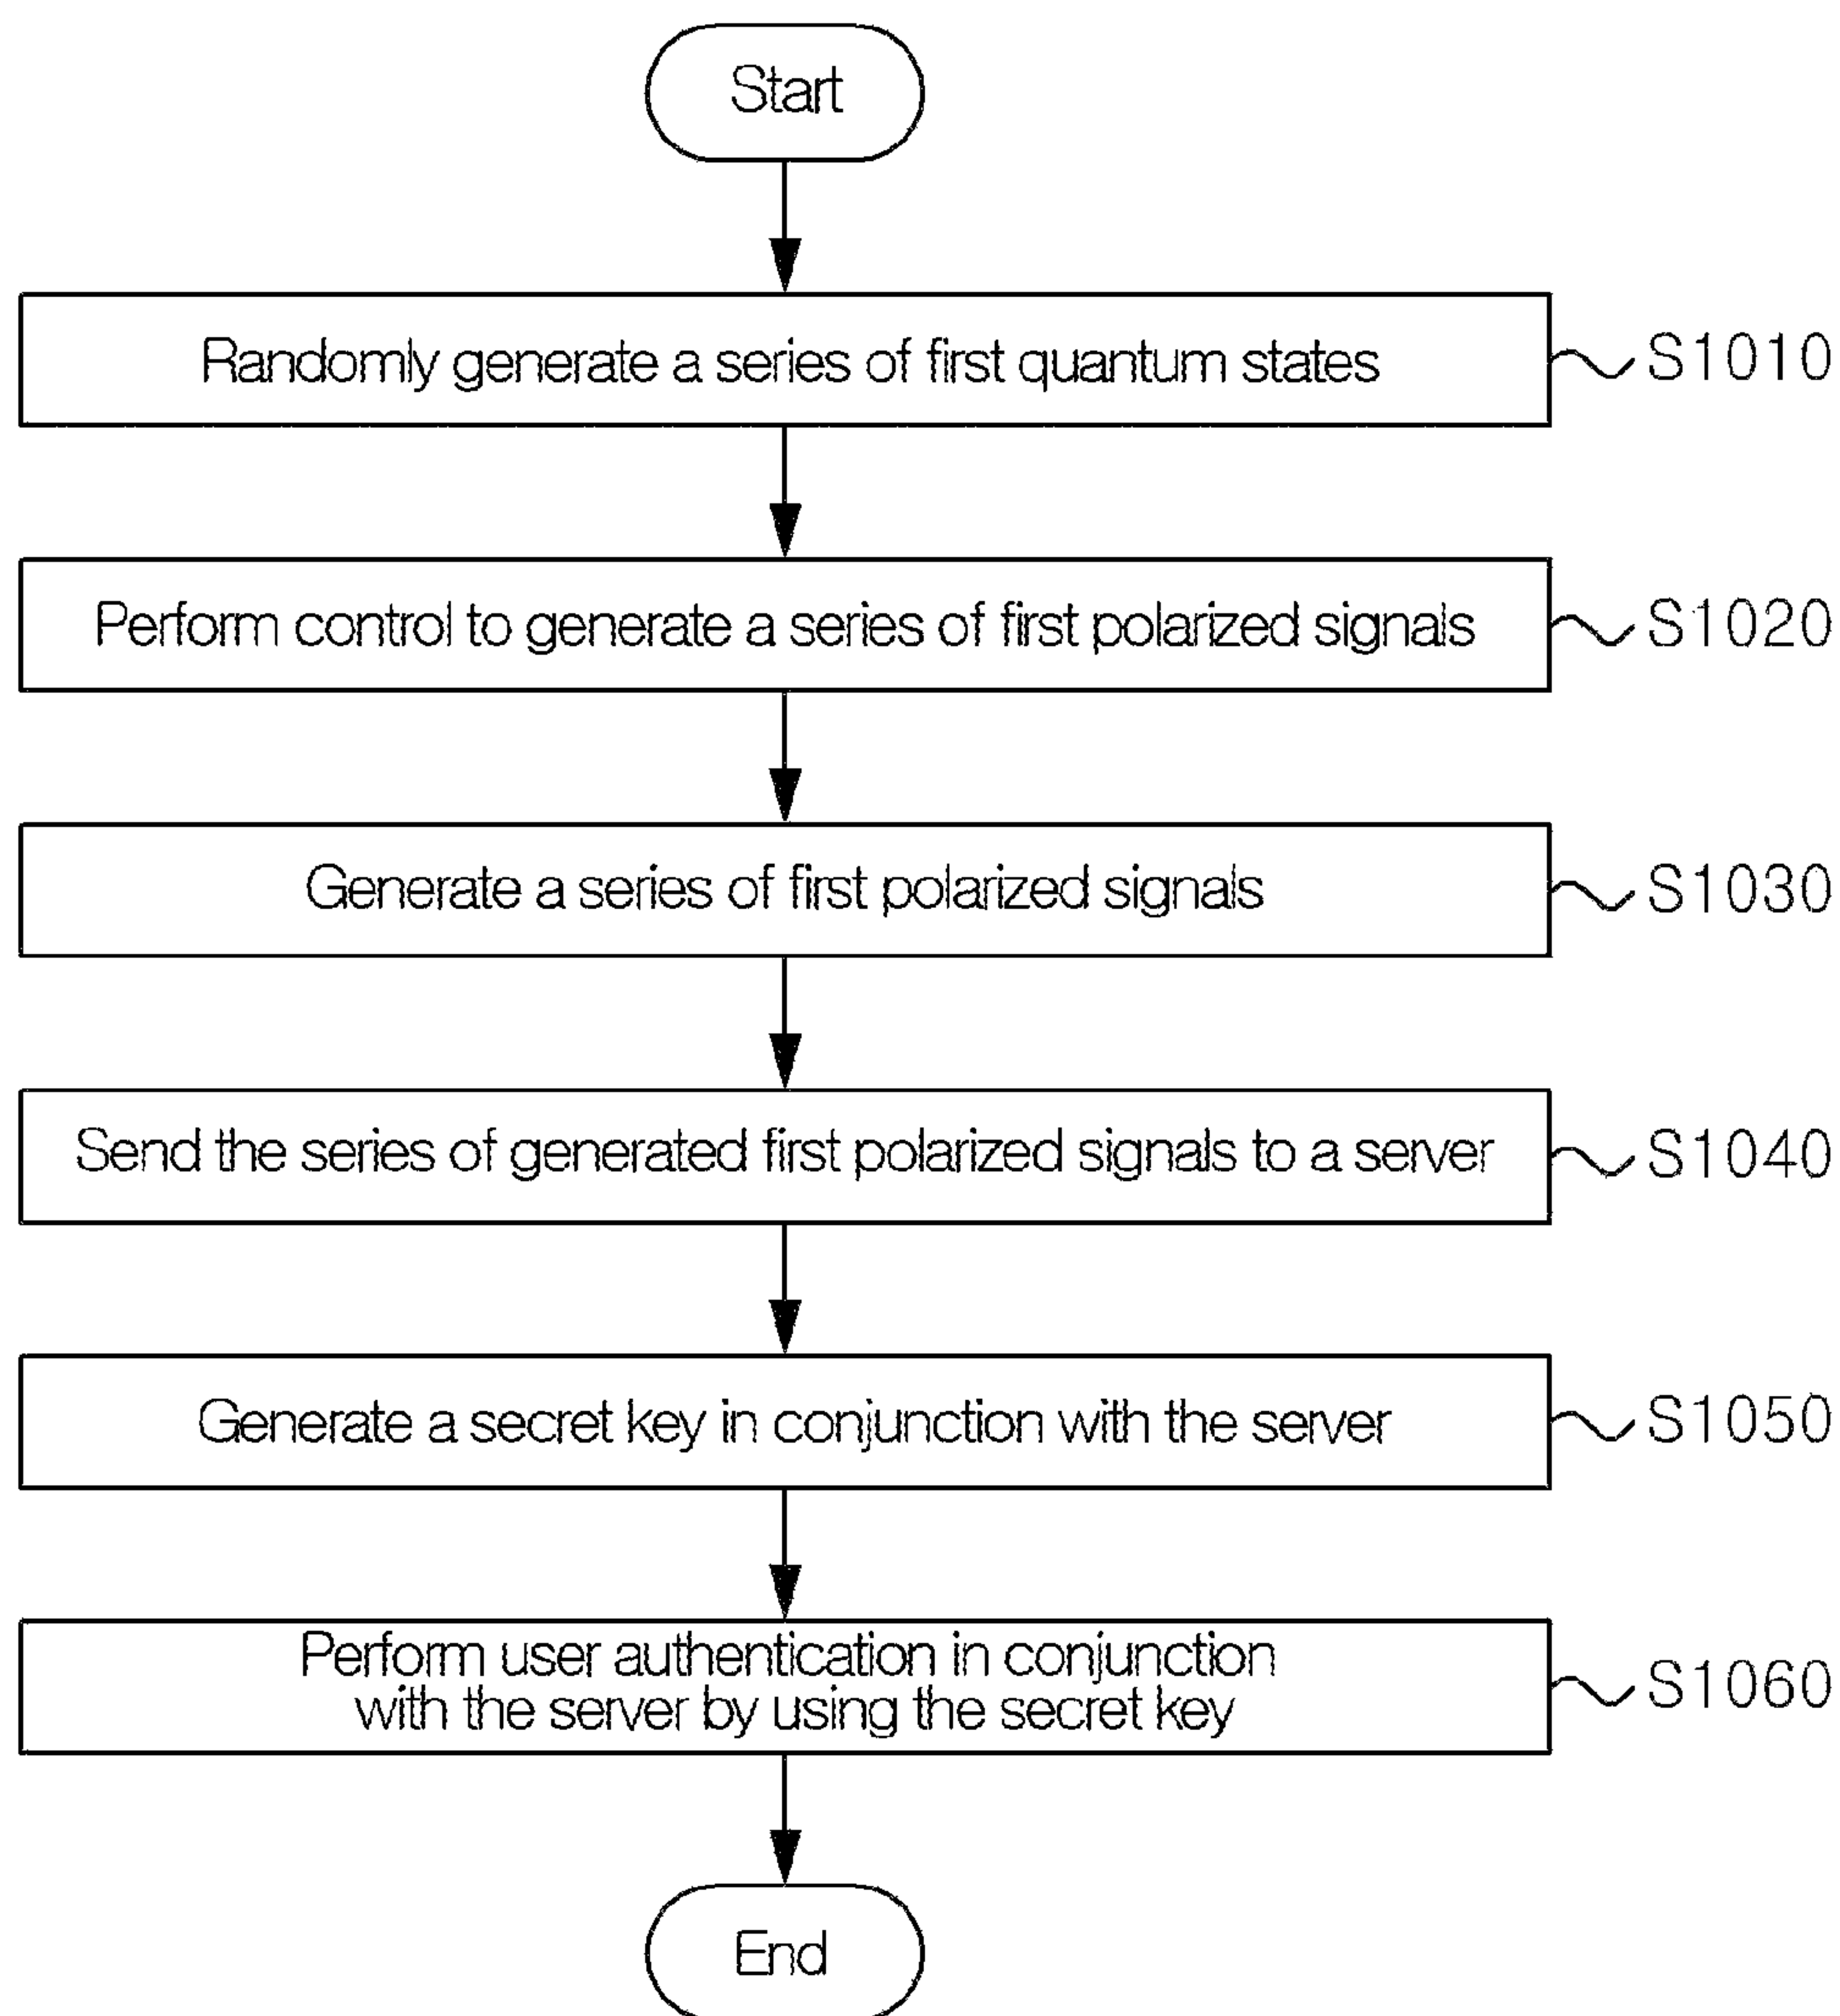 Start
Randomly generate a series of first quantum states
S1010
Perform control to generate a series of first polarized signals
S1020
Generate a series of first polarized signals
S1030
Send the series of generated first polarized signals to a server
S1040
Generate a secret key in conjunction with the server
S1050
Perform user authentication in conjunction
with the server by using the secret key
S1060
End